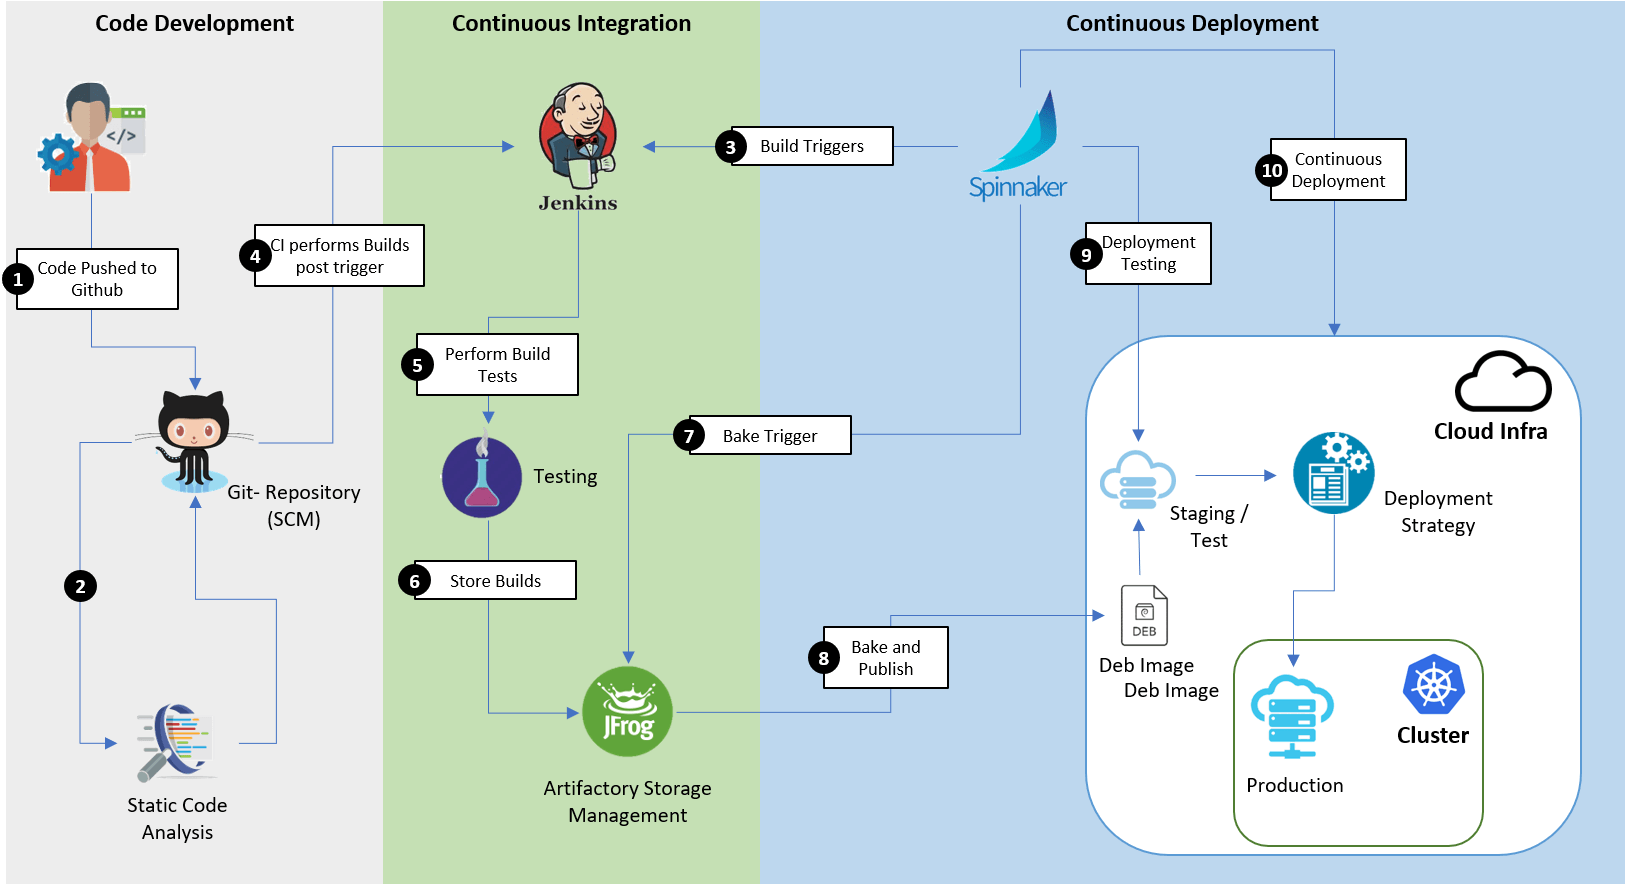 Code Development
Continuous Integration
Continuous Deployment
</>
Jenkins
3
Build Triggers
Spinnaker
10
Continuous
Deployment
1
Code Pushed to
Github
4
CI performs Builds
post trigger
9
Deployment
Testing
5
Perform Build
Tests
7
Bake Trigger
Cloud Infra
Git- Repository
(SCM)
Testing
Staging /
Test
Deployment
Strategy
2
6
Store Builds
DEB
8
Bake and
Publish
Deb Image
Deb Image
JFrog
Cluster
Static Code
Analysis
Artifactory Storage
Management
Production